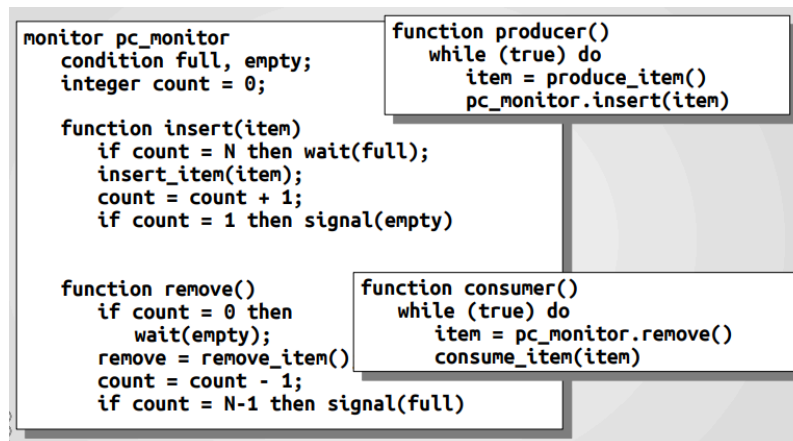 monitor pc_monitor
condition full, empty;
integer count = 0;
function insert(item)
if count = N then wait(full);
insert_item(item);
count = count + 1;
if count = 1 then signal(empty)
function remove()
if count = 0 then
wait(empty);
remove = remove_item()
count = count - 1;
if count = N-1 then signal(full)
function producer()
while (true) do
item = produce_item()
pc_monitor.insert(item)
function consumer()
while (true) do
item = pc_monitor.remove()
consume_item(item)